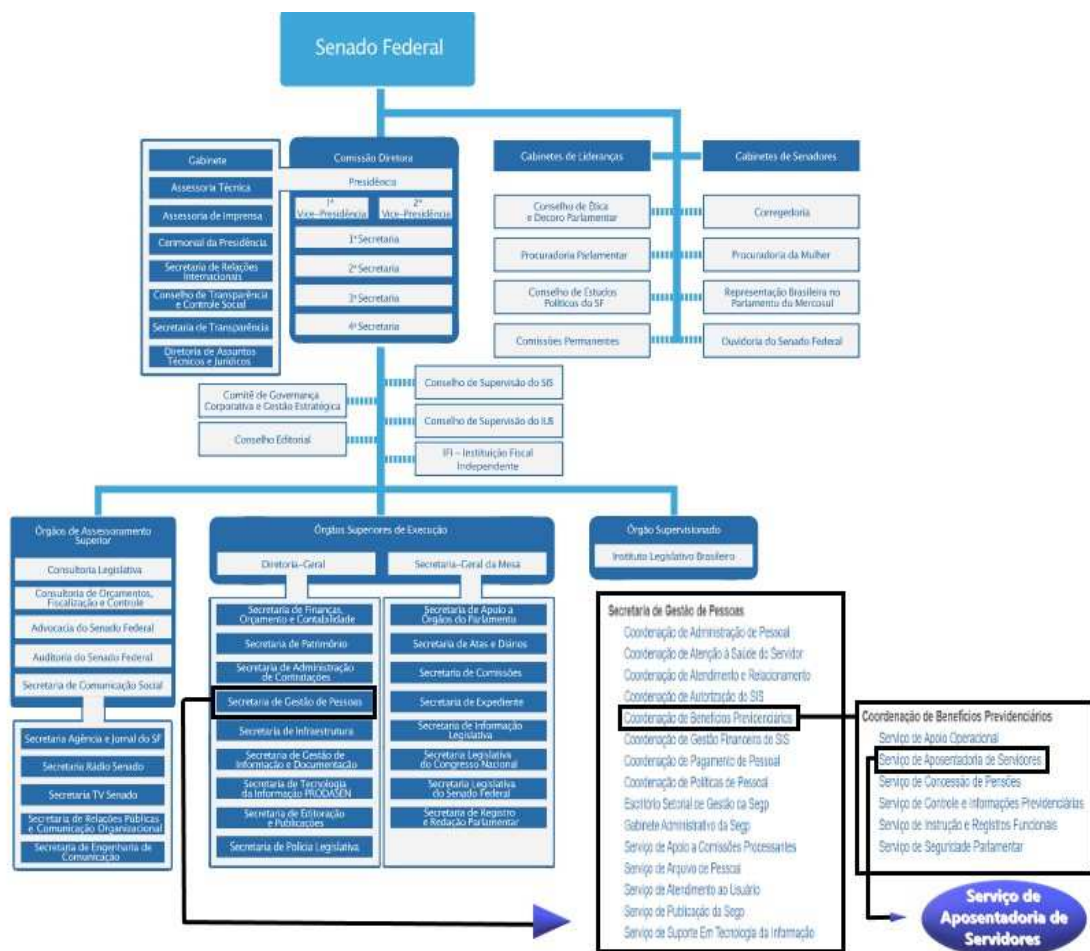 Senado Federal
Gabinete
Assessoria Técnica
Assessoria de Imprensa
Cerimonial da Presidência
Secretaria de Relações
Internacionais
Conselho de Transparência
e Controle Social
Secretaria de Transparência
Diretoria de Assuntos
Técnicos e Jurídicos
Comissão Diretora
Presidência
1ª
Vice-Presidência
2ª
Vice-Presidência
1ª Secretaria
2ª Secretaria
3ª Secretaria
4ª Secretaria
Gabinetes de Lideranças
Gabinetes de Senadores
Conselho de Ética
e Decoro Parlamentar
Corregedoria
Procuradoria Parlamentar
Procuradoria da Mulher
Conselho de Estudos
Políticos do SF
Representação Brasileira no
Parlamento do Mercosul
Comissões Permanentes
Ouvidoria do Senado Federal
Comitê de Governança
Corporativa e Gestão Estratégica
Conselho Editorial
Conselho de Supervisão do SIS
Conselho de Supervisão do ILB
IFI – Instituição Fiscal
Independente
Órgãos de Assessoramento
Superior
Consultoria Legislativa
Consultoria de Orçamentos,
Fiscalização e Controle
Advocacia do Senado Federal
Auditoria do Senado Federal
Secretaria de Comunicação Social
Secretaria Agência e Jornal do SF
Secretaria Rádio Senado
Secretaria TV Senado
Secretaria de Relações Públicas
e Comunicação Organizacional
Secretaria de Engenharia de
Comunicação
Órgãos Superiores de Execução
Diretoria-Geral
Secretaria de Finanças,
Orçamento e Contabilidade
Secretaria de Patrimônio
Secretaria de Administração
de Contratações
Secretaria de Gestão de Pessoas
Secretaria de Infraestrutura
Secretaria de Gestão de
Informação e Documentação
Secretaria de Tecnologia
da Informação PRODASEN
Secretaria de Editoração
e Publicações
Secretaria de Polícia Legislativa
Secretaria-Geral da Mesa
Secretaria de Apoio a
Órgãos do Parlamento
Secretaria de Atas e Diários
Secretaria de Comissões
Secretaria de Expediente
Secretaria de Informação
Legislativa
Secretaria Legislativa
do Congresso Nacional
Secretaria Legislativa
do Senado Federal
Secretaria de Registro
e Redação Parlamentar
Órgão Supervisionado
Instituto Legislativo Brasileiro
Secretaria de Gestão de Pessoas
Coordenação de Administração de Pessoal
Coordenação de Atenção à Saúde do Servidor
Coordenação de Atendimento e Relacionamento
Coordenação de Autorização do SIS
Coordenação de Benefícios Previdenciários
Coordenação de Gestão Financeira do SIS
Coordenação de Pagamento de Pessoal
Coordenação de Políticas de Pessoal
Escritório Setorial de Gestão da Segp
Gabinete Administrativo da Segp
Serviço de Apoio a Comissões Processantes
Serviço de Arquivo de Pessoal
Serviço de Atendimento ao Usuário
Serviço de Publicação da Segp
Serviço de Suporte Em Tecnologia da Informação
Coordenação de Benefícios Previdenciários
Serviço de Apoio Operacional
Serviço de Aposentadoria de Servidores
Serviço de Concessão de Pensões
Serviço de Controle e Informações Previdenciárias
Serviço de Instrução e Registros Funcionais
Serviço de Seguridade Parlamentar
Serviço de
Aposentadoria de
Servidores